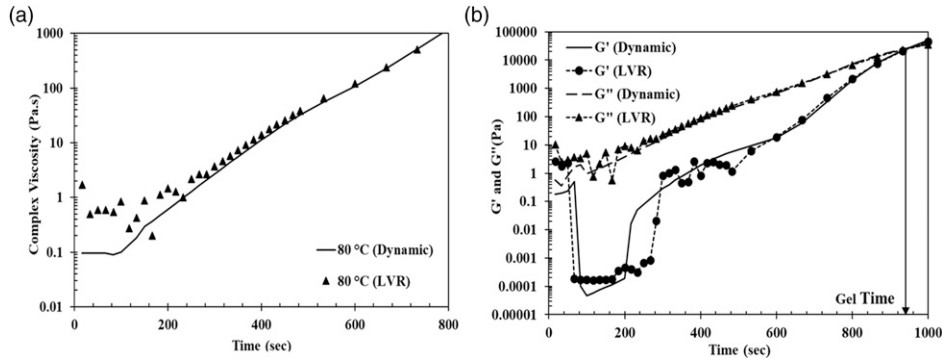 (a)
Complex Viscosity (Pa.s)
1000
100
10
1
0.1
0.01
0 200 400 600 800
Time (sec)
80 °C (Dynamic)
80 °C (LVR)
(b)
G' and G"(Pa)
100000
10000
1000
100
10
1
0.1
0.01
0.001
0.0001
0.00001
0 200 400 600 800 1000
Time (sec)
G' (Dynamic)
G' (LVR)
G" (Dynamic)
G" (LVR)
Gel Time